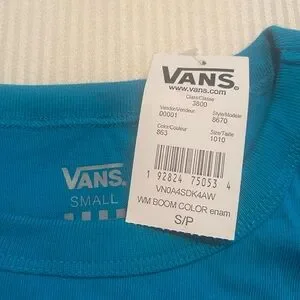 VANS®
www.vans.com
Class/Classe
3800
Vendor/Vendeur
00001
Style/Modèle
8670
Color/Couleur
863
Size/Taille
1010
1 92824 75053 4
VN0A4SDK4AW
WM BOOM COLOR enam
S/P
VANS
SMALL